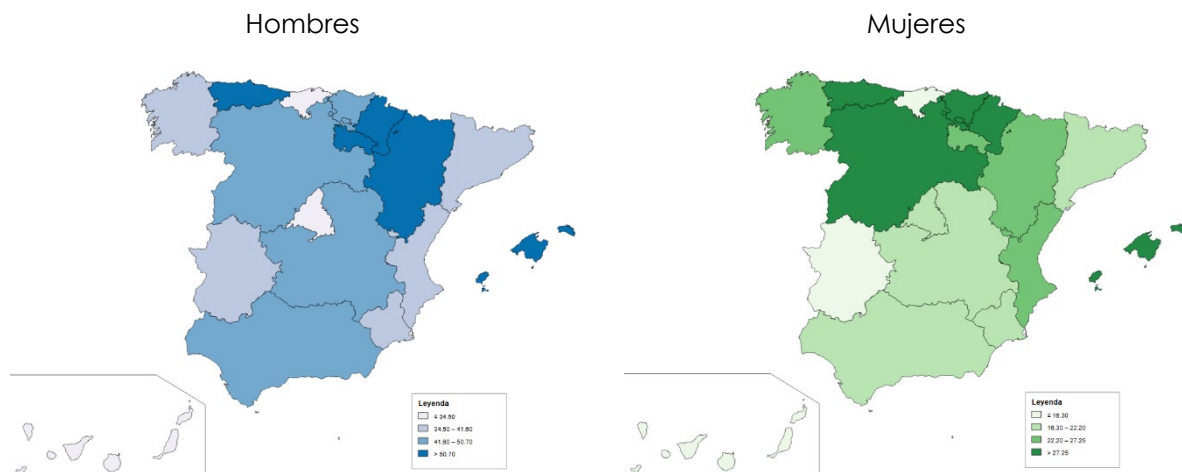 Hombres
Mujeres
Leyenda
≤ 34.50
34.50 – 41.60
41.60 – 50.70
> 50.70
Leyenda
≤ 16.30
16.30 – 22.20
22.20 – 27.25
> 27.25